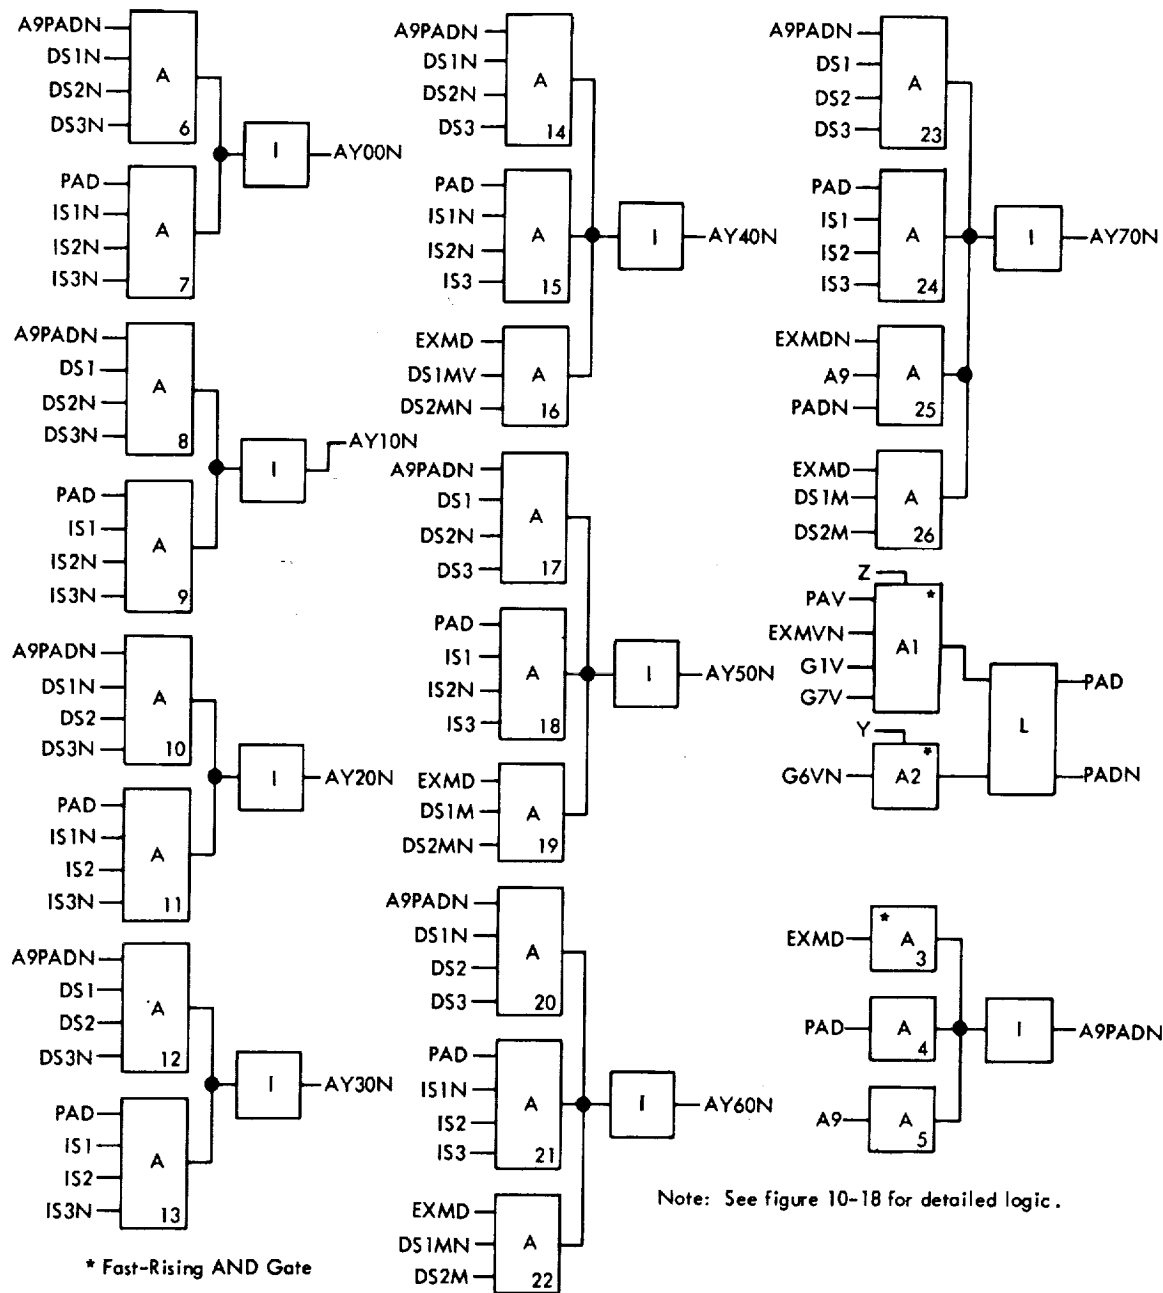 A9PADN
DS1N
DS2N
DS3N
A
6
PAD
IS1N
IS2N
IS3N
A
7
I
AY00N
A9PADN
DS1
DS2N
DS3N
A
8
PAD
IS1
IS2N
IS3N
A
9
I
AY10N
A9PADN
DS1N
DS2
DS3N
A
10
PAD
IS1N
IS2
IS3N
A
11
I
AY20N
A9PADN
DS1
DS2
DS3N
A
12
PAD
IS1
IS2
IS3N
A
13
I
AY30N
* Fast-Rising AND Gate
A9PADN
DS1N
DS2N
DS3
A
14
PAD
IS1N
IS2N
IS3
A
15
EXMD
DS1MV
DS2MN
A
16
I
AY40N
A9PADN
DS1
DS2N
DS3
A
17
PAD
IS1
IS2N
IS3
A
18
EXMD
DS1M
DS2MN
A
19
I
AY50N
A9PADN
DS1N
DS2
DS3
A
20
PAD
IS1N
IS2
IS3
A
21
EXMD
DS1MN
DS2M
A
22
I
AY60N
A9PADN
DS1
DS2
DS3
A
23
PAD
IS1
IS2
IS3
A
24
EXMDN
A9
PADN
A
25
EXMD
DS1M
DS2M
A
26
I
AY70N
Z
PAV
EXMVN
G1V
G7V
*
A1
Y
G6VN
*
A2
L
PAD
PADN
EXMD
*
A
3
PAD
A
4
A9
A
5
I
A9PADN
Note: See figure 10-18 for detailed logic.